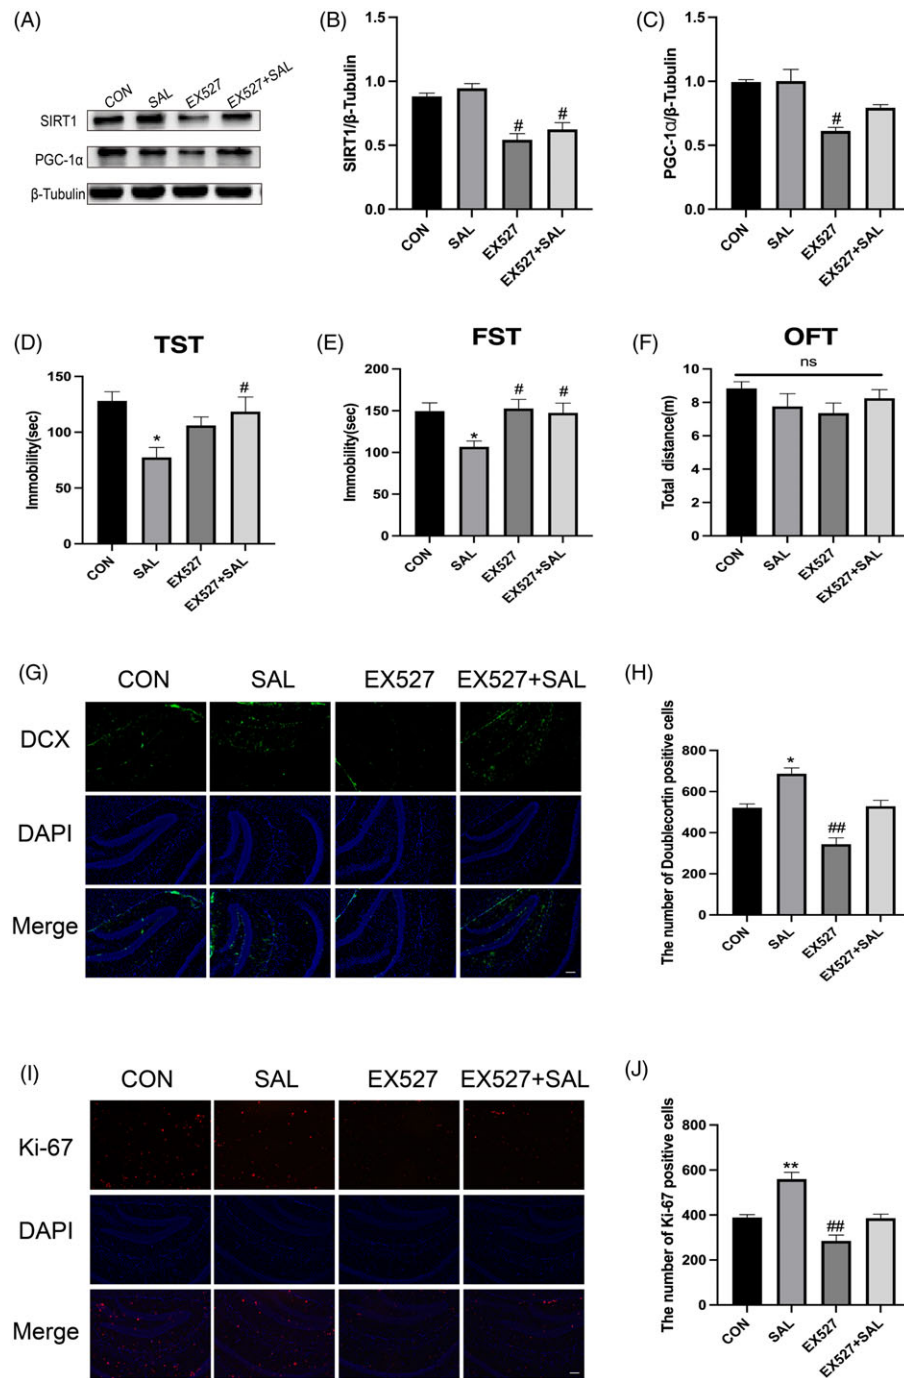 (A)
CON SAL EX527 EX527+SAL
SIRT1
PGC-1α
β-Tubulin
(B)
SIRT1/β-Tubulin
1.5
1.0
0.5
0.0
# #
CON SAL EX527 EX527+SAL
(C)
PGC-1α/β-Tubulin
1.5
1.0
0.5
0.0
#
CON SAL EX527 EX527+SAL
(D)
TST
Immobility(sec)
150
100
50
0
* #
CON SAL EX527 EX527+SAL
(E)
FST
Immobility(sec)
200
150
100
50
0
* # #
CON SAL EX527 EX527+SAL
(F)
OFT
ns
Total distance(m)
10
8
6
4
2
0
CON SAL EX527 EX527+SAL
(G)
CON SAL EX527 EX527+SAL
DCX
DAPI
Merge
(H)
The number of Doublecortin positive cells
800
600
400
200
0
* ##
CON SAL EX527 EX527+SAL
(I)
CON SAL EX527 EX527+SAL
Ki-67
DAPI
Merge
(J)
The number of Ki-67 positive cells
800
600
400
200
0
** ##
CON SAL EX527 EX527+SAL